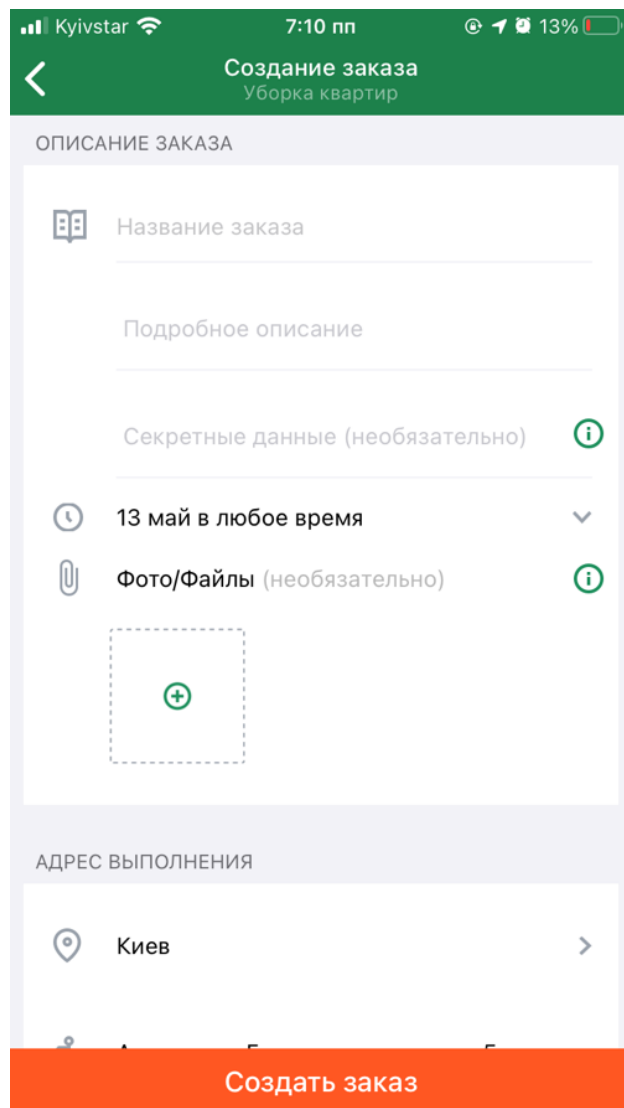 Kyivstar 7:10 пп 13%
Создание заказа
Уборка квартир
ОПИСАНИЕ ЗАКАЗА
Название заказа
Подробное описание
Секретные данные (необязательно)
13 май в любое время
Фото/Файлы (необязательно)
АДРЕС ВЫПОЛНЕНИЯ
Киев
Создать заказ